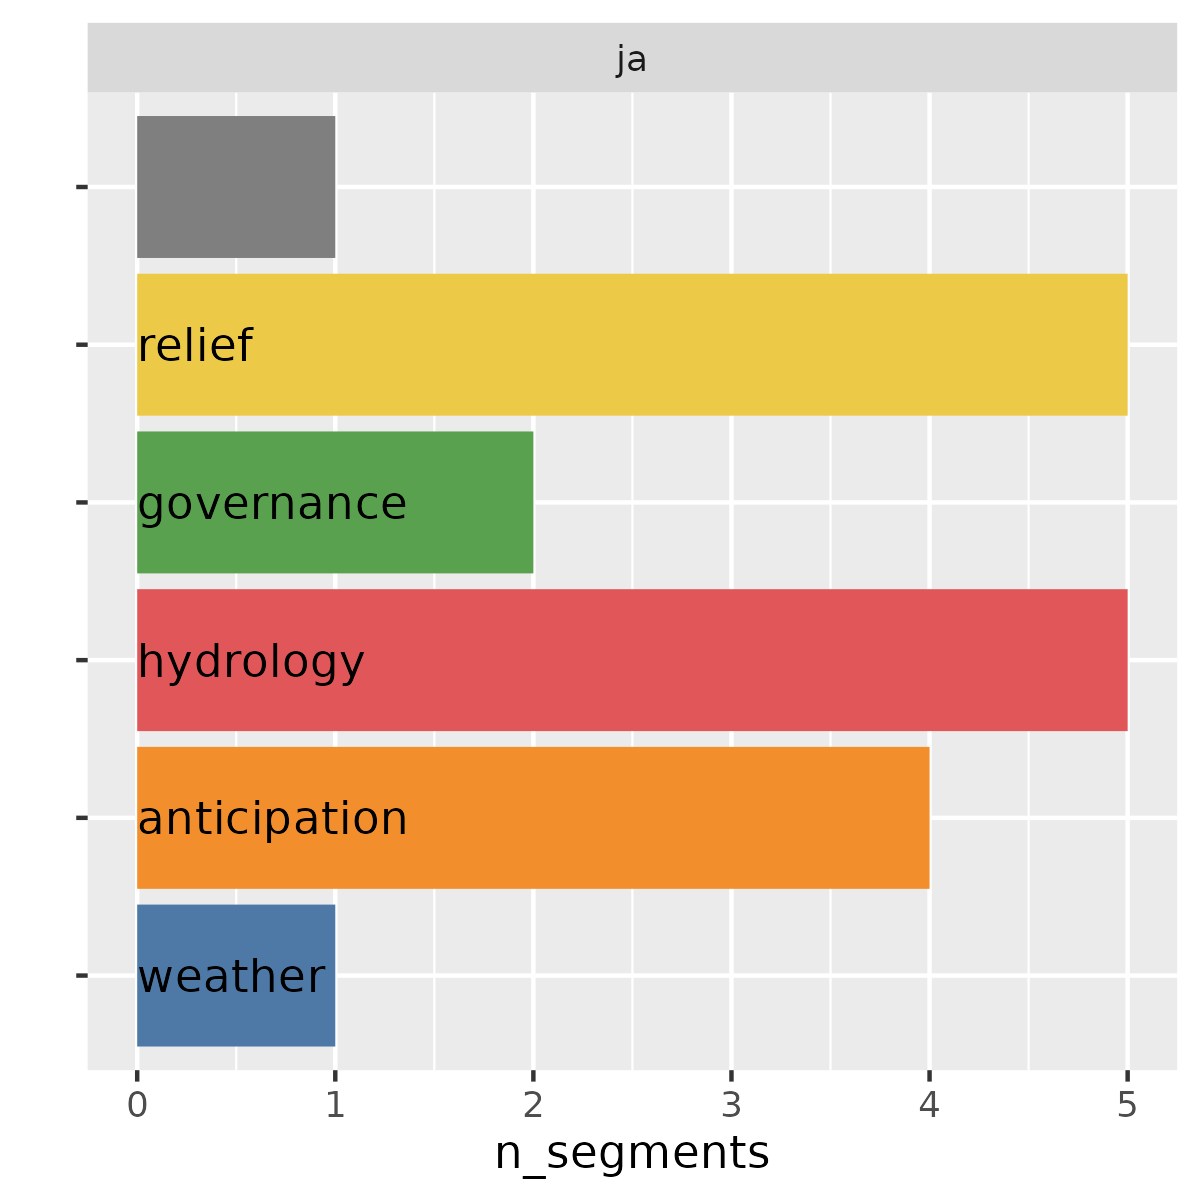 ja
relief
governance
hydrology
anticipation
weather
0 1 2 3 4 5
n_segments